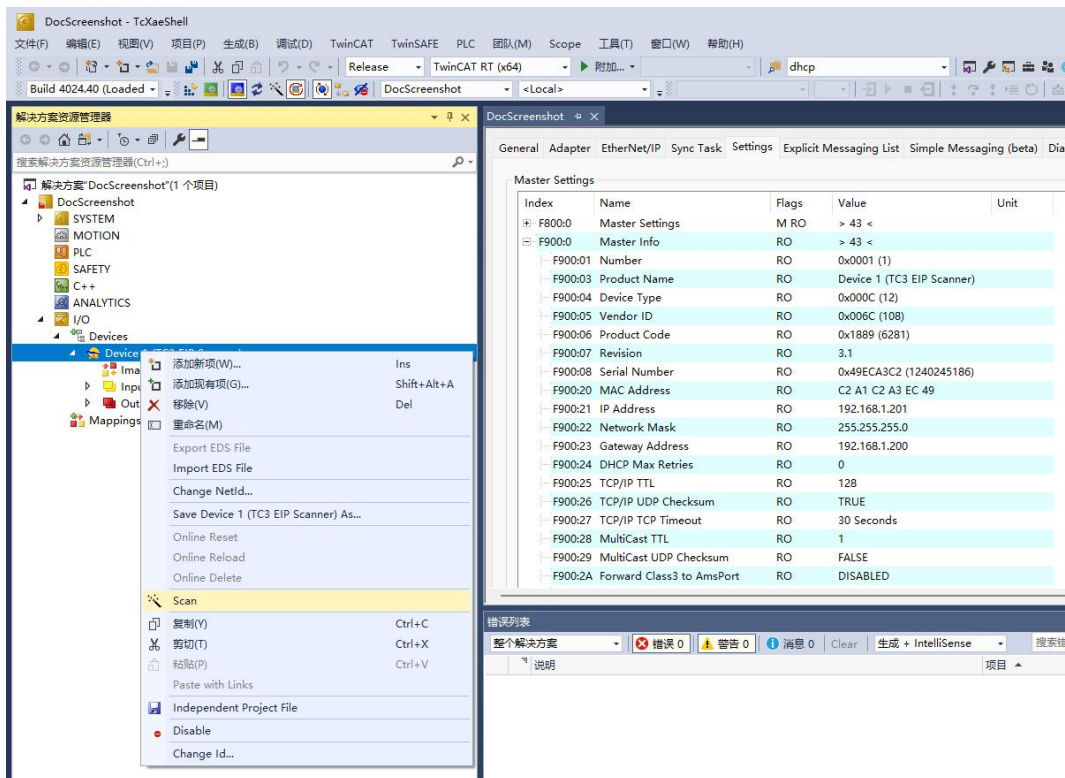 DocScreenshot - TcXaeShell
文件(F) 编辑(E) 视图(V) 项目(P) 生成(B) 调试(D) TwinCAT TwinSAFE PLC 团队(M) Scope 工具(T) 窗口(W) 帮助(H)
Release TwinCAT RT (x64) 附加... dhcp
Build 4024.40 (Loaded DocScreenshot <Local>
解决方案资源管理器
搜索解决方案资源管理器(Ctrl+;)
解决方案"DocScreenshot"(1 个项目)
DocScreenshot
SYSTEM
MOTION
PLC
SAFETY
C++
ANALYTICS
I/O
Devices
Device 1 (TC3 EIP Scanner)
Ima
Inpu
Out
Mappings
添加新项(W)... Ins
添加现有项(G)... Shift+Alt+A
移除(V) Del
重命名(M)
Export EDS File
Import EDS File
Change NetId...
Save Device 1 (TC3 EIP Scanner) As...
Online Reset
Online Reload
Online Delete
Scan
复制(Y) Ctrl+C
剪切(T) Ctrl+X
粘贴(P) Ctrl+V
Paste with Links
Independent Project File
Disable
Change Id...
DocScreenshot
General Adapter EtherNet/IP Sync Task Settings Explicit Messaging List Simple Messaging (beta) Dia
Master Settings
Index Name Flags Value Unit
F800:0 Master Settings M RO > 43 <
F900:0 Master Info RO > 43 <
F900:01 Number RO 0x0001 (1)
F900:03 Product Name RO Device 1 (TC3 EIP Scanner)
F900:04 Device Type RO 0x000C (12)
F900:05 Vendor ID RO 0x006C (108)
F900:06 Product Code RO 0x1889 (6281)
F900:07 Revision RO 3.1
F900:08 Serial Number RO 0x49ECA3C2 (1240245186)
F900:20 MAC Address RO C2 A1 C2 A3 EC 49
F900:21 IP Address RO 192.168.1.201
F900:22 Network Mask RO 255.255.255.0
F900:23 Gateway Address RO 192.168.1.200
F900:24 DHCP Max Retries RO 0
F900:25 TCP/IP TTL RO 128
F900:26 TCP/IP UDP Checksum RO TRUE
F900:27 TCP/IP TCP Timeout RO 30 Seconds
F900:28 MultiCast TTL RO 1
F900:29 MultiCast UDP Checksum RO FALSE
F900:2A Forward Class3 to AmsPort RO DISABLED
错误列表
整个解决方案 错误 0 警告 0 消息 0 Clear 生成 + IntelliSense 搜索错
说明 项目